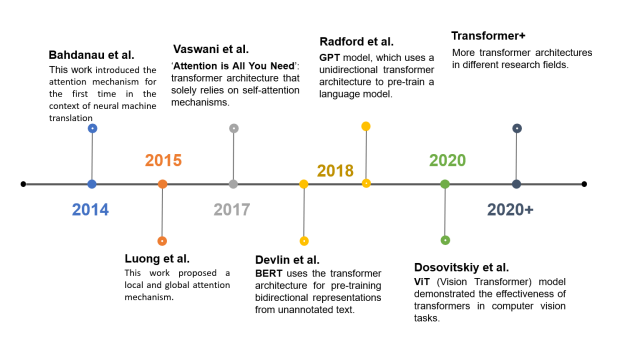 Bahdanau et al.
This work introduced the
attention mechanism for
the first time in the
context of neural machine
translation
Vaswani et al.
'Attention is All You Need':
transformer architecture that
solely relies on self-attention
mechanisms.
Radford et al.
GPT model, which uses a
unidirectional transformer
architecture to pre-train a
language model.
Transformer+
More transformer architectures
in different research fields.
2014
2015
2017
2018
2020
2020+
Luong et al.
This work proposed a
local and global attention
mechanism.
Devlin et al.
BERT uses the transformer
architecture for pre-training
bidirectional representations
from unannotated text.
Dosovitskiy et al.
ViT (Vision Transformer) model
demonstrated the effectiveness of
transformers in computer vision
tasks.